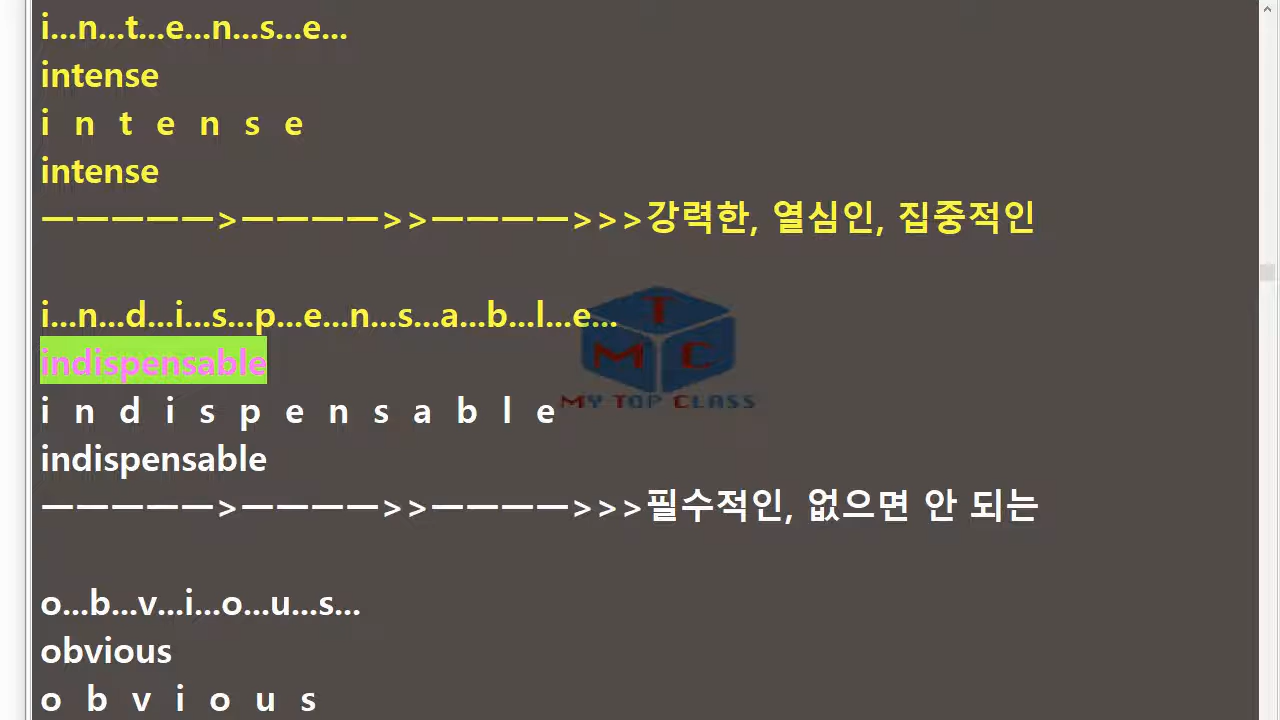 i...n...t...e...n...s...e...
intense
i n t e n s e
intense
ㅡㅡㅡㅡㅡ>ㅡㅡㅡㅡ>>ㅡㅡㅡㅡ>>>강력한, 열심인, 집중적인
i...n...d...i...s...p...e...n...s...a...b...l...e...
indispensable
i n d i s p e n s a b l e
indispensable
ㅡㅡㅡㅡㅡ>ㅡㅡㅡㅡ>>ㅡㅡㅡㅡ>>>필수적인, 없으면 안 되는
o...b...v...i...o...u...s...
obvious
o b v i o u s
T
M C
MY TOP CLASS